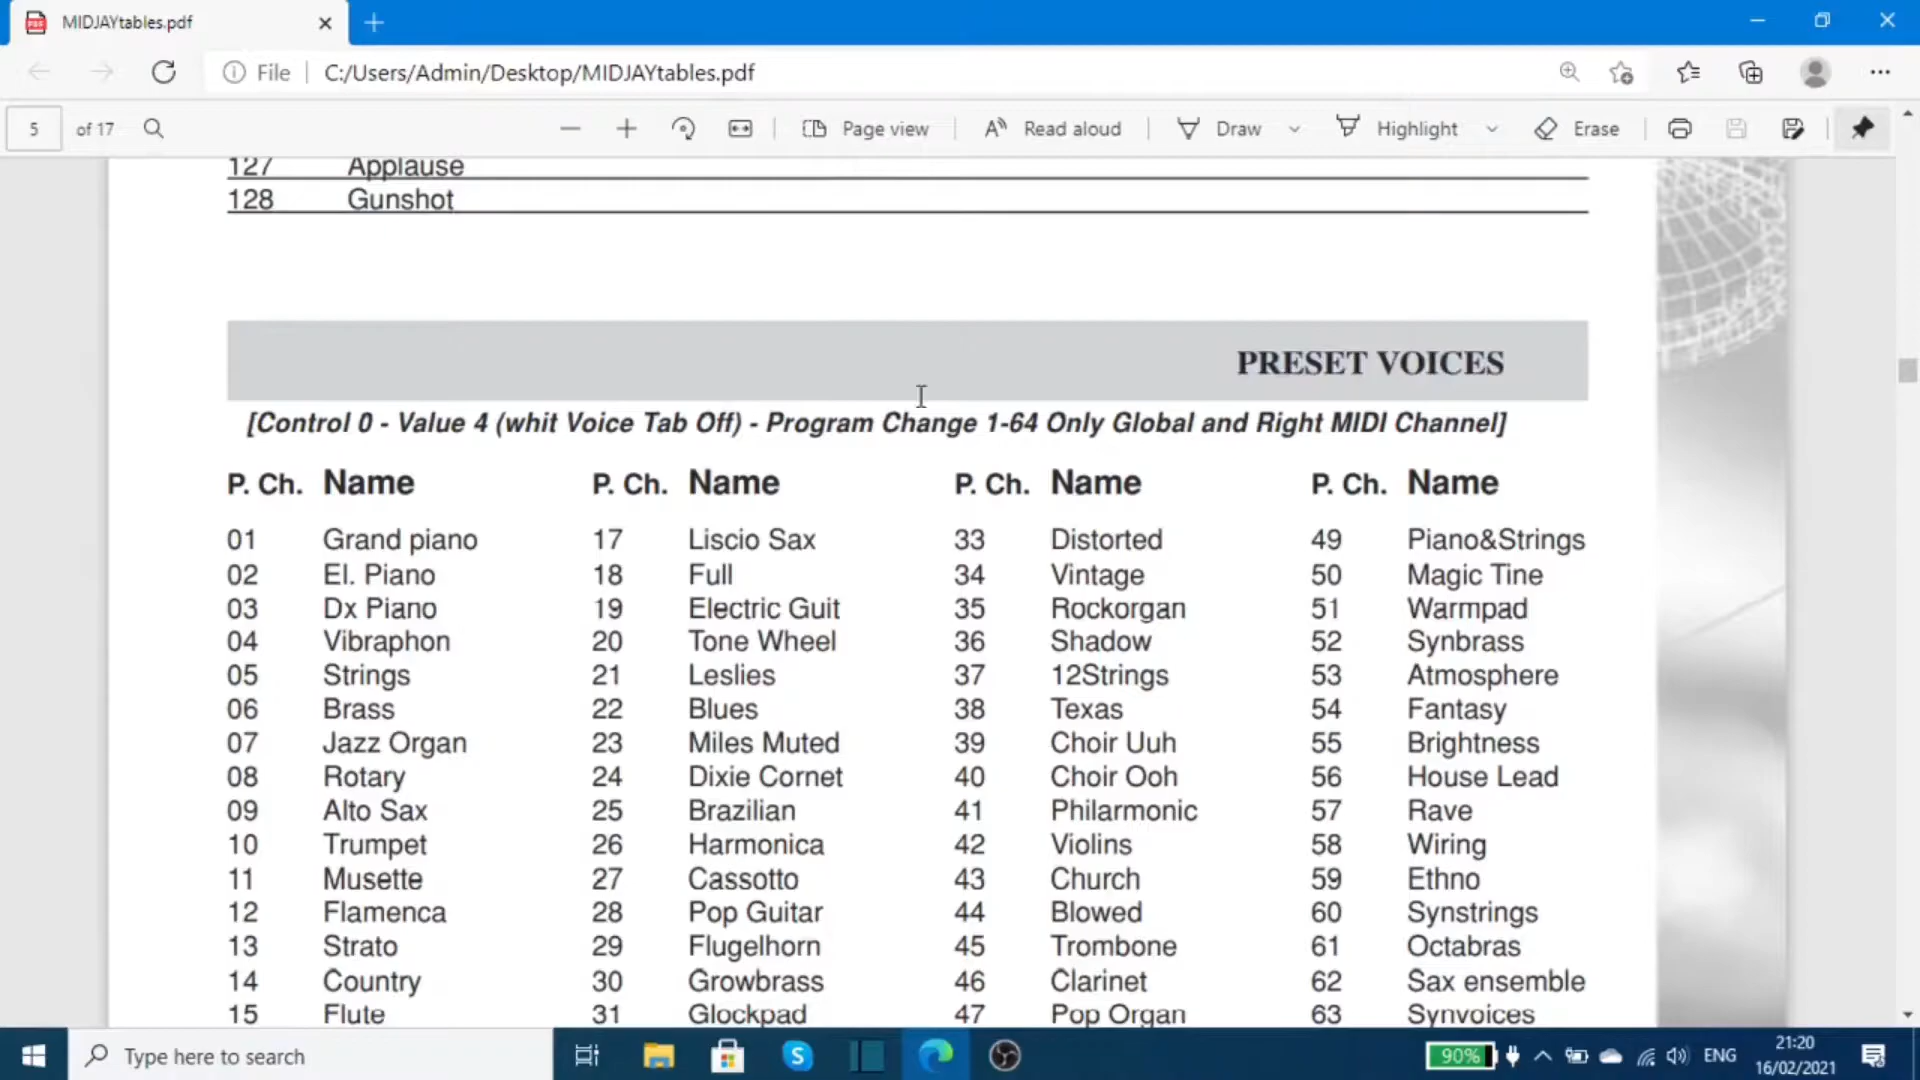 MIDJAYtables.pdf
File C:/Users/Admin/Desktop/MIDJAYtables.pdf
5 of 17 Page view Read aloud Draw Highlight Erase
127 Applause
128 Gunshot
PRESET VOICES
[Control 0 - Value 4 (whit Voice Tab Off) - Program Change 1-64 Only Global and Right MIDI Channel]
P. Ch. Name P. Ch. Name P. Ch. Name P. Ch. Name
01 Grand piano 17 Liscio Sax 33 Distorted 49 Piano&Strings
02 El. Piano 18 Full 34 Vintage 50 Magic Tine
03 Dx Piano 19 Electric Guit 35 Rockorgan 51 Warmpad
04 Vibraphon 20 Tone Wheel 36 Shadow 52 Synbrass
05 Strings 21 Leslies 37 12Strings 53 Atmosphere
06 Brass 22 Blues 38 Texas 54 Fantasy
07 Jazz Organ 23 Miles Muted 39 Choir Uuh 55 Brightness
08 Rotary 24 Dixie Cornet 40 Choir Ooh 56 House Lead
09 Alto Sax 25 Brazilian 41 Philarmonic 57 Rave
10 Trumpet 26 Harmonica 42 Violins 58 Wiring
11 Musette 27 Cassotto 43 Church 59 Ethno
12 Flamenca 28 Pop Guitar 44 Blowed 60 Synstrings
13 Strato 29 Flugelhorn 45 Trombone 61 Octabras
14 Country 30 Growbrass 46 Clarinet 62 Sax ensemble
15 Flute 31 Glockpad 47 Pop Organ 63 Synvoices
Type here to search 90% ENG 21:20
16/02/2021